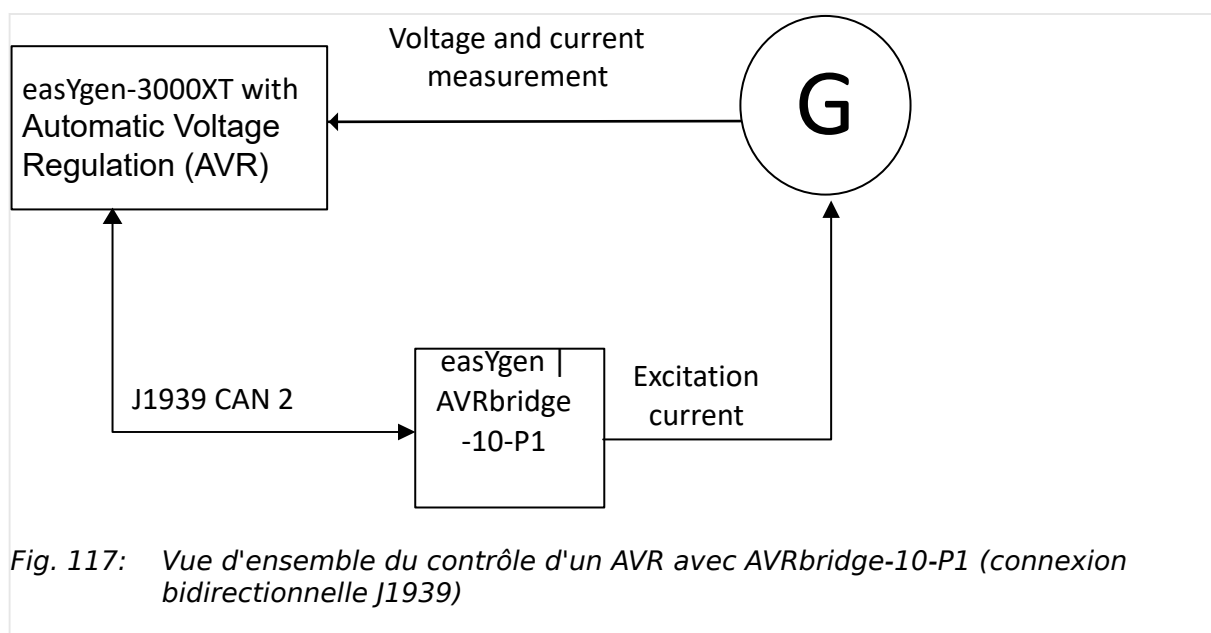 Voltage and current
measurement
easYgen-3000XT with
Automatic Voltage
Regulation (AVR)
G
J1939 CAN 2
easYgen |
AVRbridge
-10-P1
Excitation
current
Fig. 117: Vue d'ensemble du contrôle d'un AVR avec AVRbridge-10-P1 (connexion
bidirectionnelle J1939)